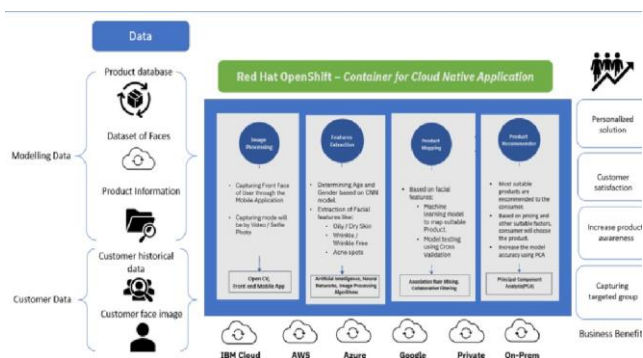 Data
Product database
Dataset of Faces
Modelling Data
Product Information
Customer historical
data
Customer Data
Customer face image
Red Hat OpenShift – Container for Cloud Native Application
Image
Processing
• Capturing Front Face
of User through the
Mobile Application
• Capturing mode will
be by Video / Selfie
Photo
Open CV,
Front end Mobile App
Features
Extraction
• Determining Age and
Gender based on CNN
model.
• Extraction of Facial
features like:
• Oily / Dry Skin
• Wrinkle /
Wrinkle Free
• Acne spots
Artificial Intelligence, Neural
Networks, Image Processing
Algorithms
Product
Mapping
• Based on facial
features:
• Machine
learning model
to map suitable
Product.
• Model testing
using Cross
Validation
Association Rule Mining,
Collaborative Filtering
Product
Recommender
• Most suitable
products are
recommended to the
consumer.
• Based on pricing and
other suitable factors,
consumer will choose
the product.
• Increase the model
accuracy using PCA
Principal Component
Analysis(PCA)
IBM Cloud
AWS
Azure
Google
Private
On-Prem
Personalized
solution
Customer
satisfaction
Increase product
awareness
Capturing
targeted group
Business Benefit